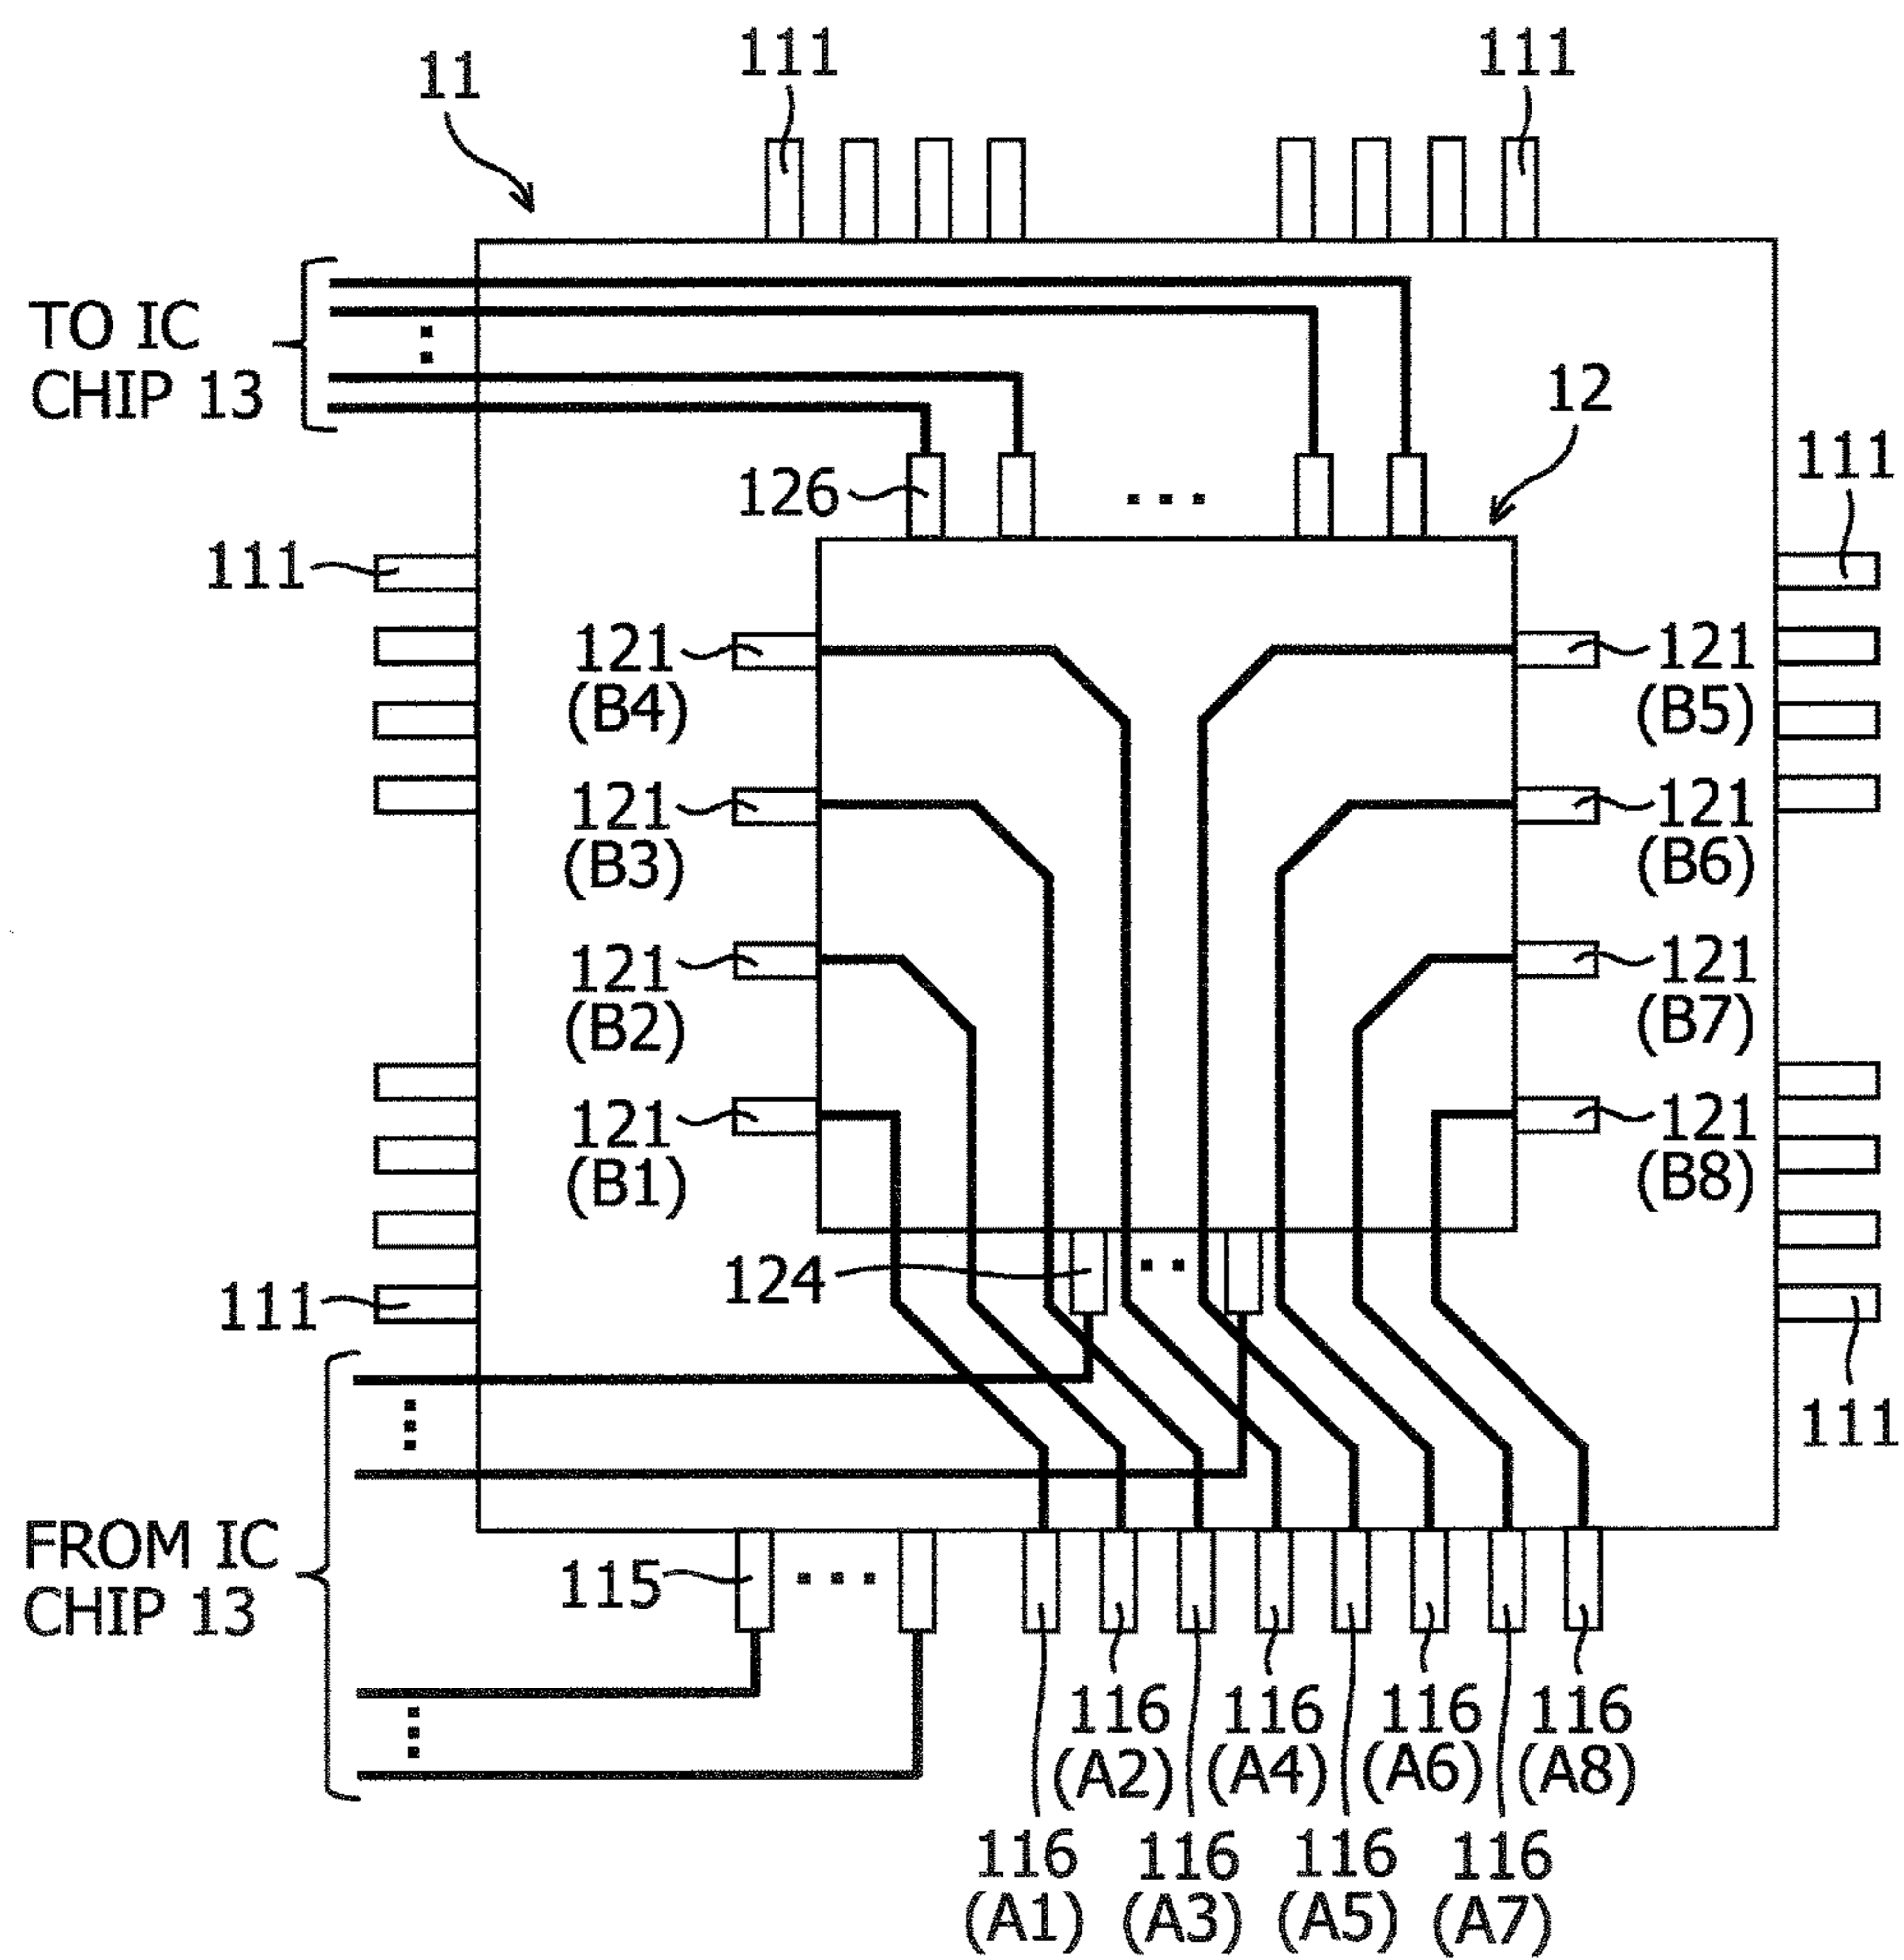 11
111
111
TO IC
CHIP 13
12
111
126
111
121
(B4)
121
(B5)
121
(B3)
121
(B6)
121
(B2)
121
(B7)
121
(B1)
121
(B8)
124
111
111
FROM IC
CHIP 13
115
116
(A2)
116
(A4)
116
(A6)
116
(A8)
116
(A1)
116
(A3)
116
(A5)
116
(A7)